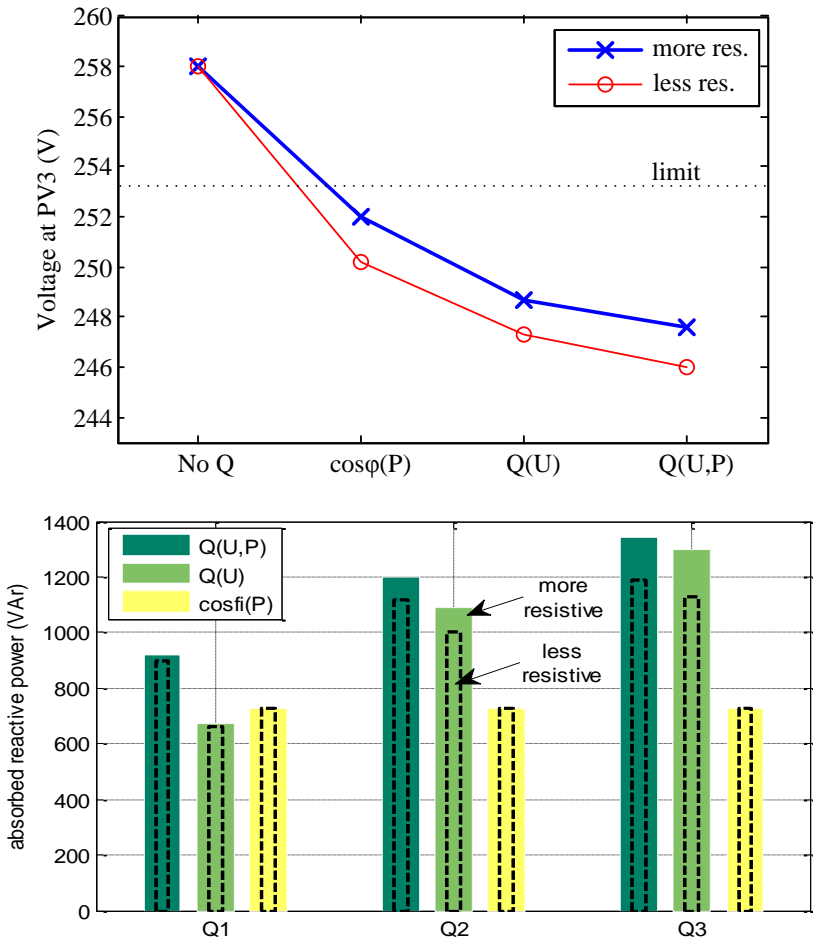 260
258
256
254
252
250
248
246
244
Voltage at PV3 (V)
more res.
less res.
limit
No Q
cosφ(P)
Q(U)
Q(U,P)
1400
1200
1000
800
600
400
200
0
absorbed reactive power (VAr)
Q(U,P)
Q(U)
cosfi(P)
more
resistive
less
resistive
Q1
Q2
Q3